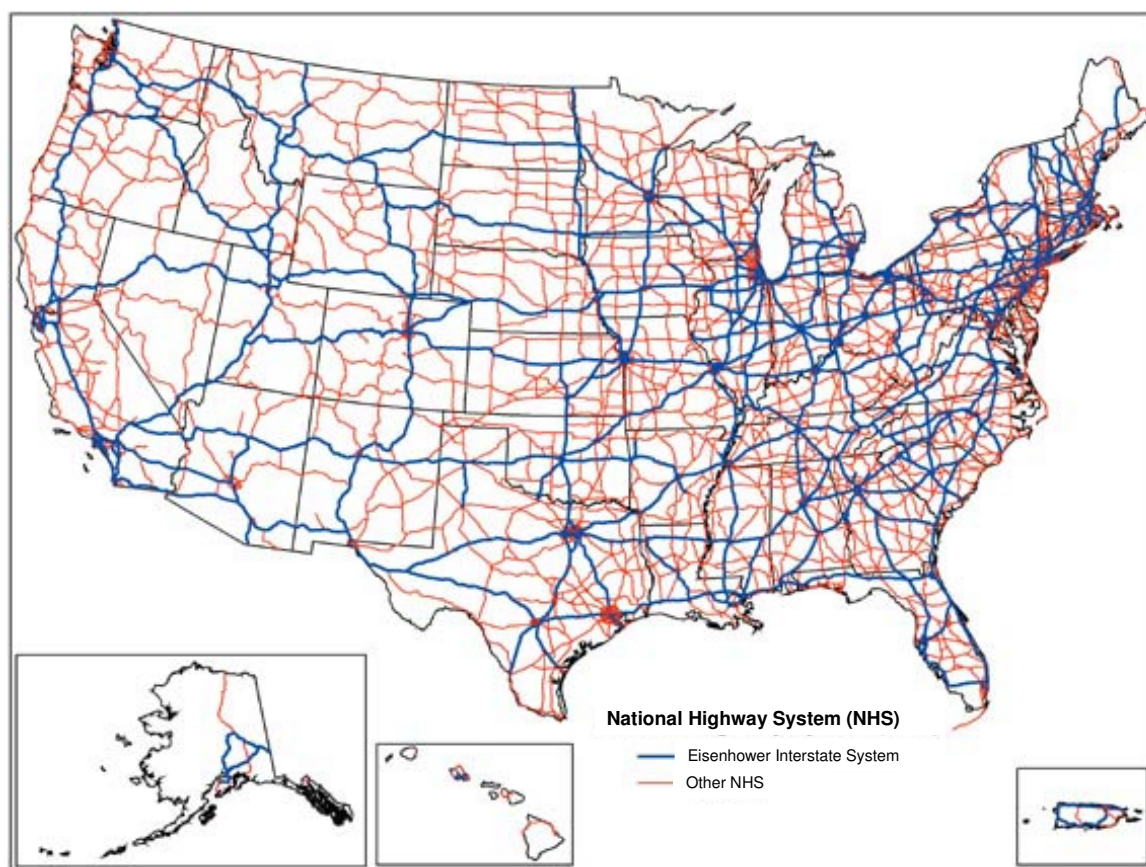 National Highway System (NHS)
Eisenhower Interstate System
Other NHS